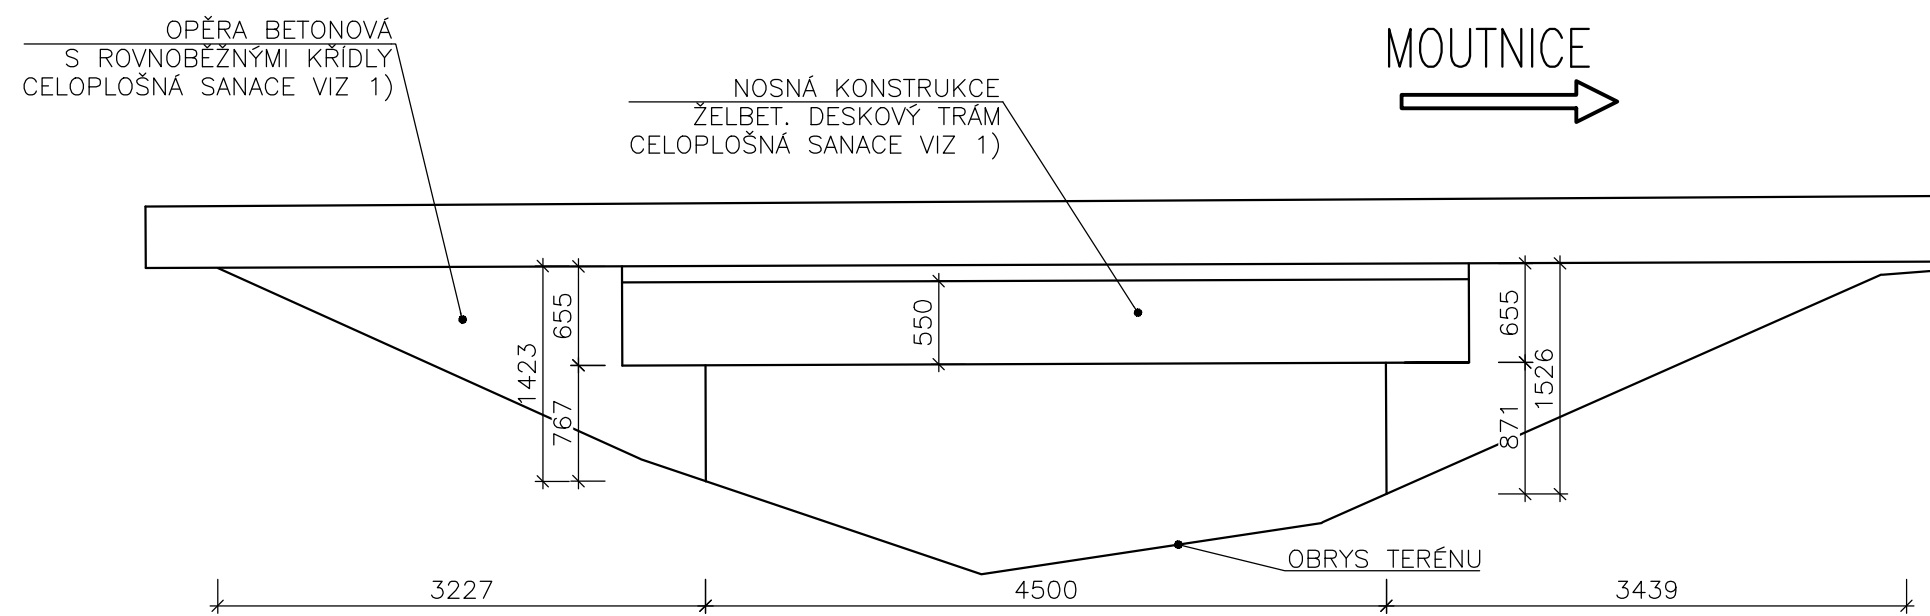 OPĚRA BETONOVÁ
S ROVNOBĚŽNÝMI KŘÍDLY
CELOPLOŠNÁ SANACE VIZ 1)
NOSNÁ KONSTRUKCE
ŽELBET. DESKOVÝ TRÁM
CELOPLOŠNÁ SANACE VIZ 1)
MOUTNICE
1423
655
767
550
655
871
1526
OBRYS TERÉNU
3227
4500
3439